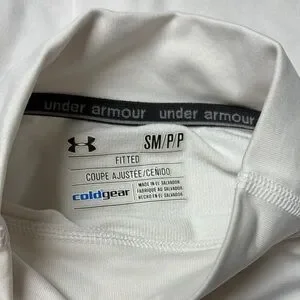 under armour under armour
SM/P/P
FITTED
COUPE AJUSTÉE/CEÑIDO
coldgear
MADE IN EL SALVADOR
FABRIQUÉ AU SALVADOR
HECHO EN EL SALVADOR